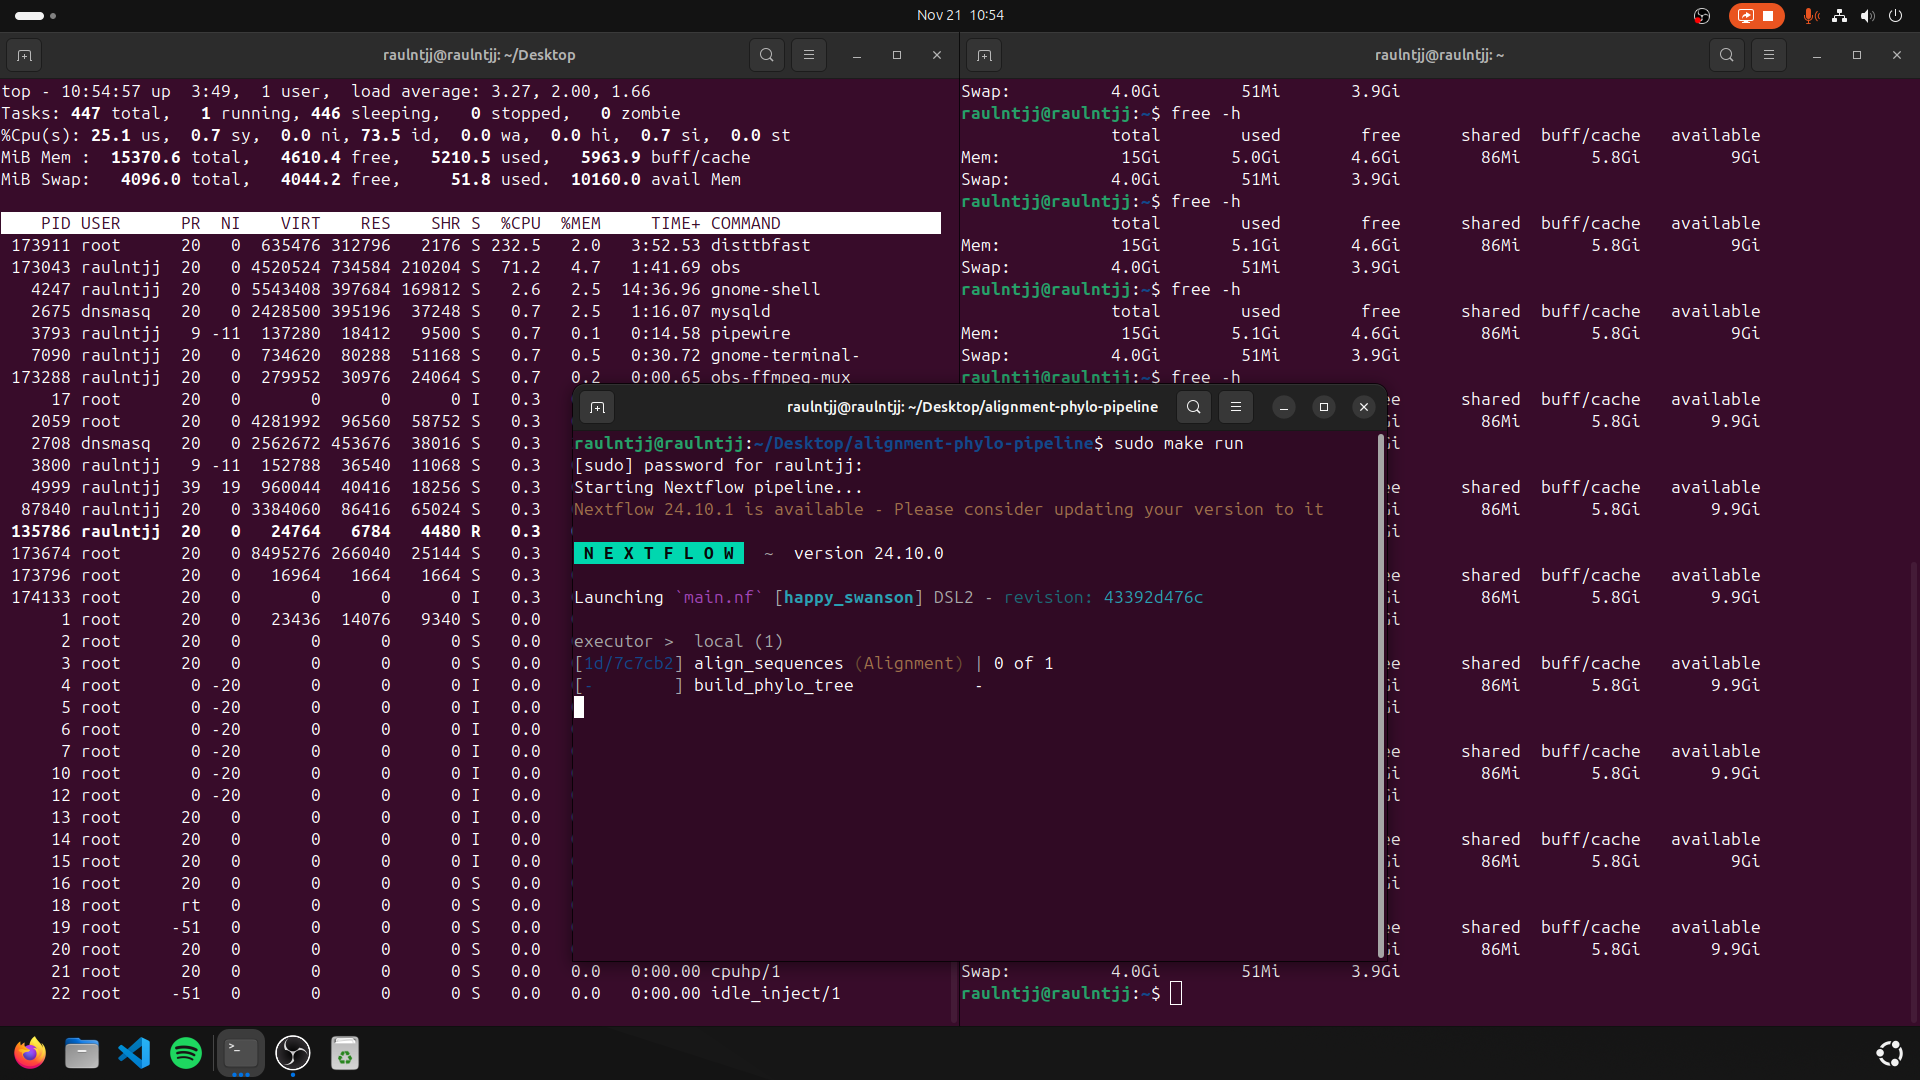 Nov 21  10:54
raulntjj@raulntjj: ~/Desktop
top - 10:54:57 up  3:49,  1 user,  load average: 3.27, 2.00, 1.66
Tasks: 447 total,   1 running, 446 sleeping,   0 stopped,   0 zombie
%Cpu(s): 25.1 us,  0.7 sy,  0.0 ni, 73.5 id,  0.0 wa,  0.0 hi,  0.7 si,  0.0 st
MiB Mem :  15370.6 total,   4610.4 free,   5210.5 used,   5963.9 buff/cache
MiB Swap:   4096.0 total,   4044.2 free,     51.8 used.  10160.0 avail Mem
PID USER      PR  NI    VIRT    RES    SHR S  %CPU  %MEM     TIME+ COMMAND
173911 root      20   0  635476 312796   2176 S 232.5   2.0   3:52.53 disttbfast
173043 raulntjj  20   0 4520524 734584 210204 S  71.2   4.7   1:41.69 obs
4247 raulntjj  20   0 5543408 397684 169812 S   2.6   2.5  14:36.96 gnome-shell
2675 dnsmasq   20   0 2428500 395196  37248 S   0.7   2.5   1:16.07 mysqld
3793 raulntjj   9 -11  137280  18412   9500 S   0.7   0.1   0:14.58 pipewire
7090 raulntjj  20   0  734620  80288  51168 S   0.7   0.5   0:30.72 gnome-terminal-
173288 raulntjj  20   0  279952  30976  24064 S   0.7   0.2   0:00.65 obs-ffmpeg-mux
17 root      20   0       0      0      0 I   0.3
2059 root      20   0 4281992  96560  58752 S   0.3
2708 dnsmasq   20   0 2562672 453676  38016 S   0.3
3800 raulntjj   9 -11  152788  36540  11068 S   0.3
4999 raulntjj  39  19  960044  40416  18256 S   0.3
87840 raulntjj  20   0 3384060  86416  65024 S   0.3
135786 raulntjj  20   0   24764   6784   4480 R   0.3
173674 root      20   0 8495276 266040  25144 S   0.3
173796 root      20   0   16964   1664   1664 S   0.3
174133 root      20   0       0      0      0 I   0.3
1 root      20   0   23436  14076   9340 S   0.0
2 root      20   0       0      0      0 S   0.0
3 root      20   0       0      0      0 S   0.0
4 root       0 -20       0      0      0 I   0.0
5 root       0 -20       0      0      0 I   0.0
6 root       0 -20       0      0      0 I   0.0
7 root       0 -20       0      0      0 I   0.0
10 root       0 -20       0      0      0 I   0.0
12 root       0 -20       0      0      0 I   0.0
13 root      20   0       0      0      0 I   0.0
14 root      20   0       0      0      0 I   0.0
15 root      20   0       0      0      0 I   0.0
16 root      20   0       0      0      0 S   0.0
18 root      rt   0       0      0      0 S   0.0
19 root     -51   0       0      0      0 S   0.0
20 root      20   0       0      0      0 S   0.0
21 root      20   0       0      0      0 S   0.0   0.0   0:00.00 cpuhp/1
22 root     -51   0       0      0      0 S   0.0   0.0   0:00.00 idle_inject/1
raulntjj@raulntjj: ~
Swap:          4.0Gi        51Mi       3.9Gi
raulntjj@raulntjj:~$ free -h
total        used        free      shared  buff/cache   available
Mem:            15Gi       5.0Gi       4.6Gi        86Mi       5.8Gi         9Gi
Swap:          4.0Gi        51Mi       3.9Gi
raulntjj@raulntjj:~$ free -h
total        used        free      shared  buff/cache   available
Mem:            15Gi       5.1Gi       4.6Gi        86Mi       5.8Gi         9Gi
Swap:          4.0Gi        51Mi       3.9Gi
raulntjj@raulntjj:~$ free -h
total        used        free      shared  buff/cache   available
Mem:            15Gi       5.1Gi       4.6Gi        86Mi       5.8Gi         9Gi
Swap:          4.0Gi        51Mi       3.9Gi
raulntjj@raulntjj:~$ free -h
shared  buff/cache   available
86Mi       5.8Gi       9.9Gi
shared  buff/cache   available
86Mi       5.8Gi       9.9Gi
shared  buff/cache   available
86Mi       5.8Gi       9.9Gi
shared  buff/cache   available
86Mi       5.8Gi       9.9Gi
shared  buff/cache   available
86Mi       5.8Gi       9.9Gi
shared  buff/cache   available
86Mi       5.8Gi         9Gi
shared  buff/cache   available
86Mi       5.8Gi       9.9Gi
Swap:          4.0Gi        51Mi       3.9Gi
raulntjj@raulntjj:~$
raulntjj@raulntjj: ~/Desktop/alignment-phylo-pipeline
raulntjj@raulntjj:~/Desktop/alignment-phylo-pipeline$ sudo make run
[sudo] password for raulntjj:
Starting Nextflow pipeline...
Nextflow 24.10.1 is available - Please consider updating your version to it
N E X T F L O W  ~  version 24.10.0
Launching `main.nf` [happy_swanson] DSL2 - revision: 43392d476c
executor >  local (1)
[1d/7c7cb2] align_sequences (Alignment) | 0 of 1
[-        ] build_phylo_tree            -